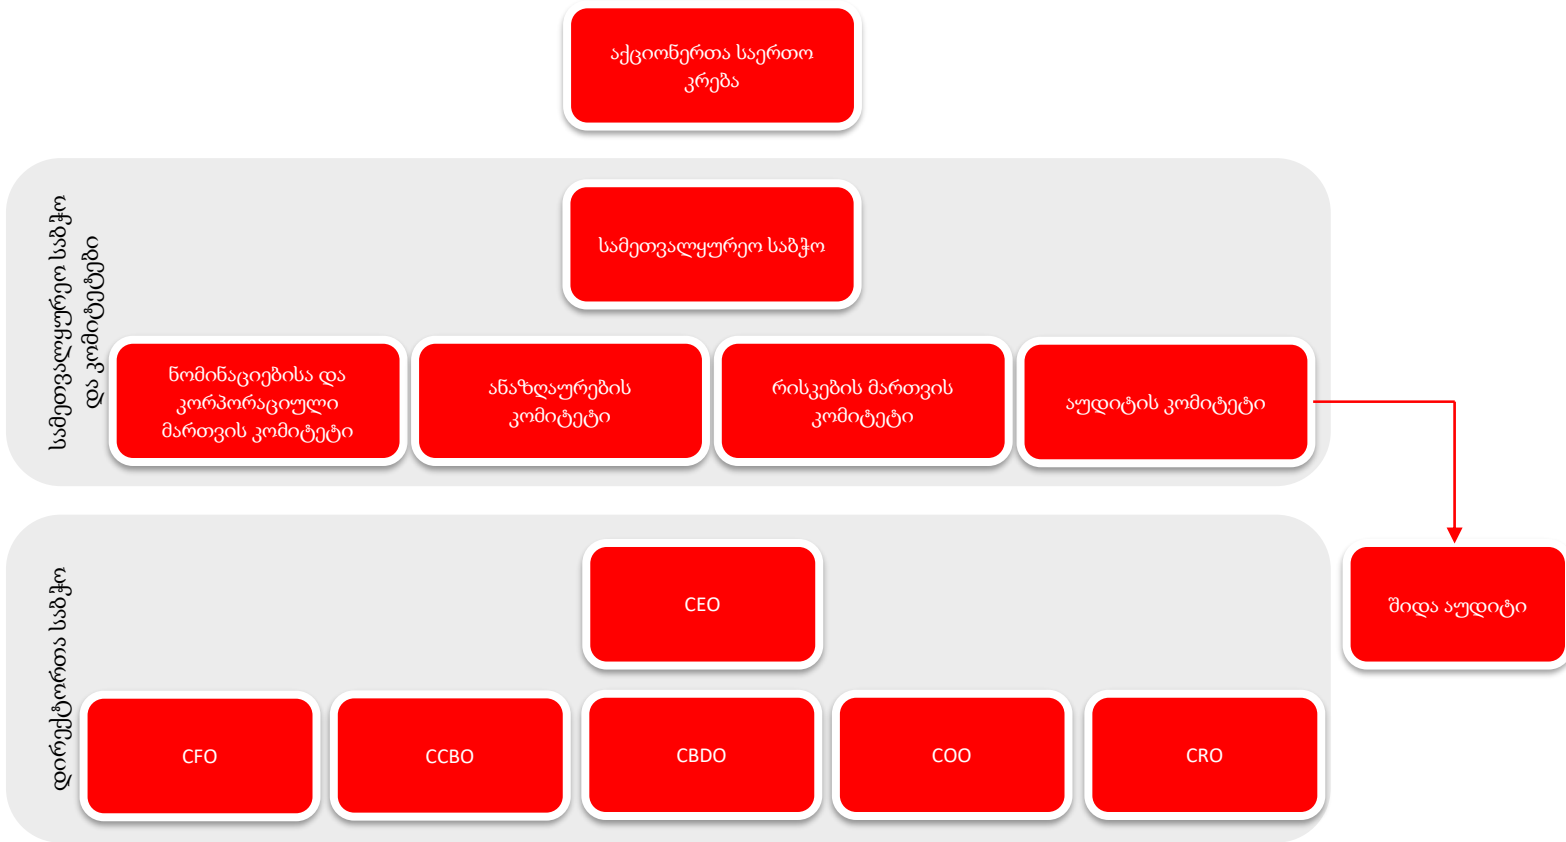 აქციონერთა საერთო
კრება
სამეთვალყურეო საბჭო
და კომიტეტები
სამეთვალყურეო საბჭო
ნომინაციებისა და
კორპორაციული
მართვის კომიტეტი
ანაზღაურების
კომიტეტი
რისკების მართვის
კომიტეტი
აუდიტის კომიტეტი
დირექტორთა საბჭო
CEO
შიდა აუდიტი
CFO
CCBO
CBDO
COO
CRO